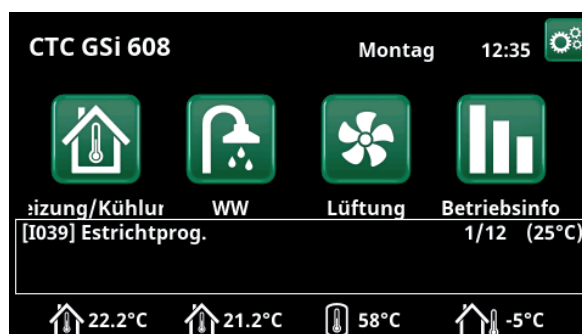 CTC GSi 608 Montag 12:35
eizung/Kühlur WW Lüftung Betriebsinfo
[I039] Estrichtprog. 1/12 (25°C)
22.2°C 21.2°C 58°C -5°C